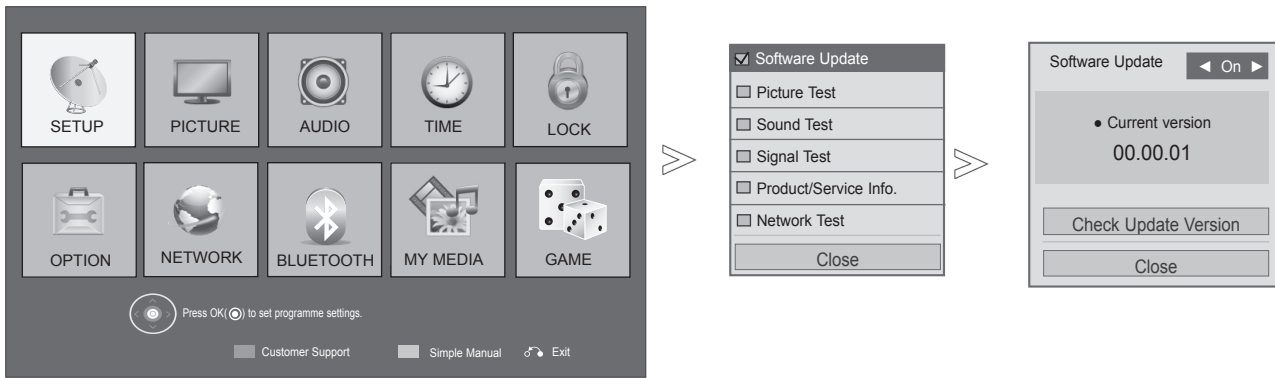 SETUP
PICTURE
AUDIO
TIME
LOCK
OPTION
NETWORK
BLUETOOTH
MY MEDIA
GAME
Press OK( ) to set programme settings.
Customer Support
Simple Manual
Exit
Software Update
Picture Test
Sound Test
Signal Test
Product/Service Info.
Network Test
Close
Software Update ◄ On ►
● Current version
00.00.01
Check Update Version
Close